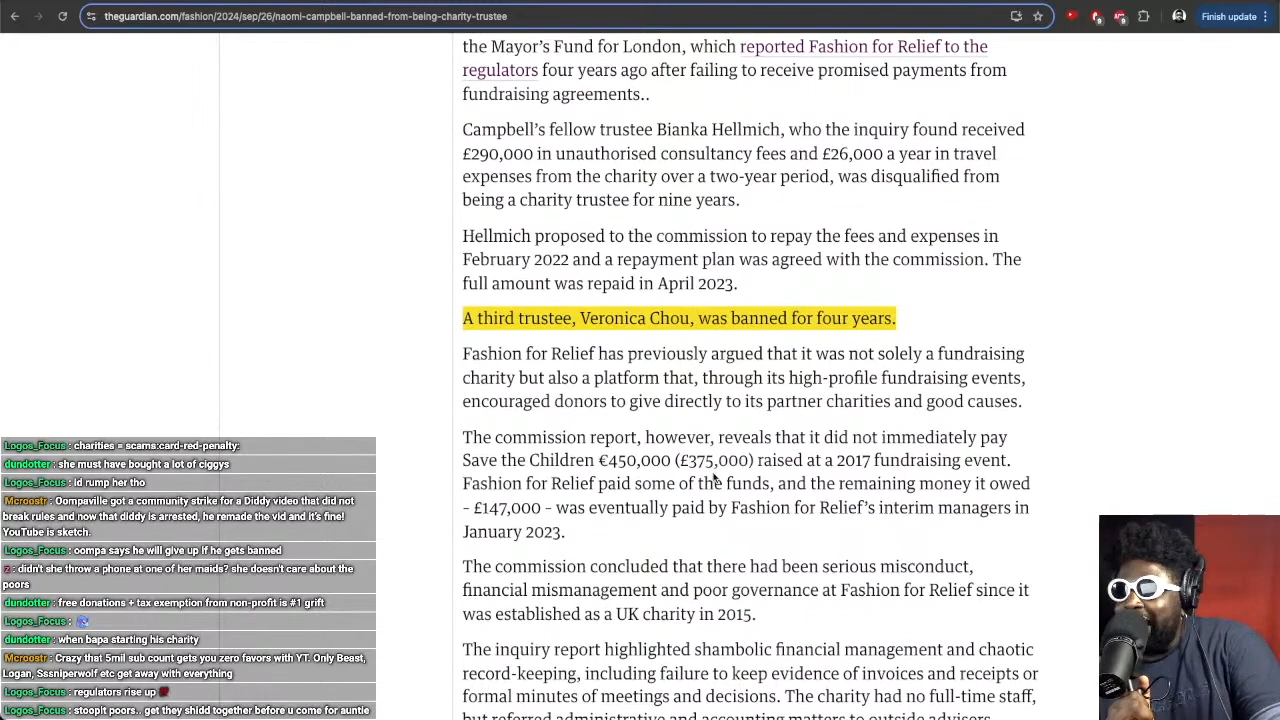 theguardian.com/fashion/2024/sep/26/naomi-campbell-banned-from-being-charity-trustee
Finish update
the Mayor’s Fund for London, which reported Fashion for Relief to the
regulators four years ago after failing to receive promised payments from
fundraising agreements..
Campbell’s fellow trustee Bianka Hellmich, who the inquiry found received
£290,000 in unauthorised consultancy fees and £26,000 a year in travel
expenses from the charity over a two-year period, was disqualified from
being a charity trustee for nine years.
Hellmich proposed to the commission to repay the fees and expenses in
February 2022 and a repayment plan was agreed with the commission. The
full amount was repaid in April 2023.
A third trustee, Veronica Chou, was banned for four years.
Fashion for Relief has previously argued that it was not solely a fundraising
charity but also a platform that, through its high-profile fundraising events,
encouraged donors to give directly to its partner charities and good causes.
The commission report, however, reveals that it did not immediately pay
Save the Children €450,000 (£375,000) raised at a 2017 fundraising event.
Fashion for Relief paid some of the funds, and the remaining money it owed
- £147,000 - was eventually paid by Fashion for Relief’s interim managers in
January 2023.
The commission concluded that there had been serious misconduct,
financial mismanagement and poor governance at Fashion for Relief since it
was established as a UK charity in 2015.
The inquiry report highlighted shambolic financial management and chaotic
record-keeping, including failure to keep evidence of invoices and receipts or
formal minutes of meetings and decisions. The charity had no full-time staff,
but referred administrative and accounting matters to outside advisers.
Logos_Focus : charities = scams:card-red-penalty:
dundotter : she must have bought a lot of ciggys
Logos_Focus : id rump her tho
Mcroostr : Oompaville got a community strike for a Diddy video that did not
break rules and now that diddy is arrested, he remade the vid and it's fine!
YouTube is sketch.
Logos_Focus : oompa says he will give up if he gets banned
z : didn't she throw a phone at one of her maids? she doesn't care about the
poors
dundotter : free donations + tax exemption from non-profit is #1 grift
Logos_Focus :
dundotter : when bapa starting his charity
Mcroostr : Crazy that 5mil sub count gets you zero favors with YT. Only Beast,
Logan, Sssniperwolf etc get away with everything
Logos_Focus : regulators rise up
Logos_Focus : stoopit poors.. get they shidd together before u come for auntie